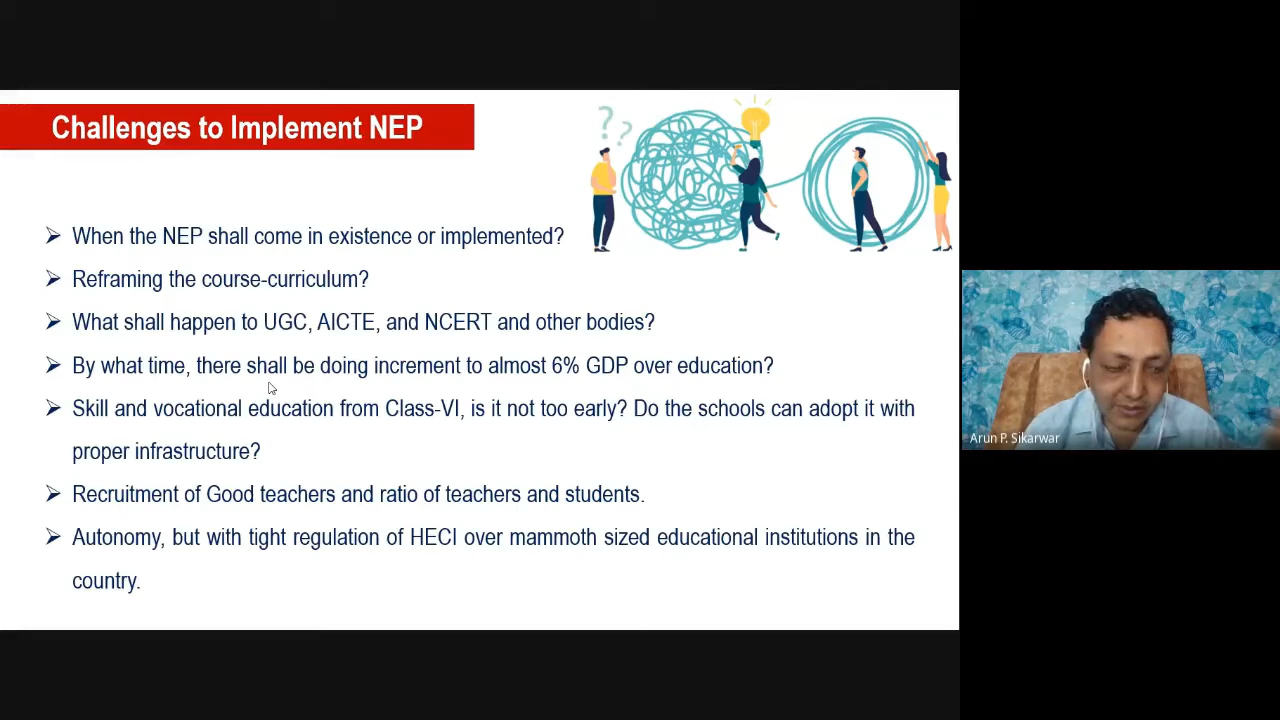 Challenges to Implement NEP
When the NEP shall come in existence or implemented?
Reframing the course-curriculum?
What shall happen to UGC, AICTE, and NCERT and other bodies?
By what time, there shall be doing increment to almost 6% GDP over education?
Skill and vocational education from Class-VI, is it not too early? Do the schools can adopt it with
proper infrastructure?
Recruitment of Good teachers and ratio of teachers and students.
Autonomy, but with tight regulation of HECI over mammoth sized educational institutions in the
country.
Arun P. Sikarwar